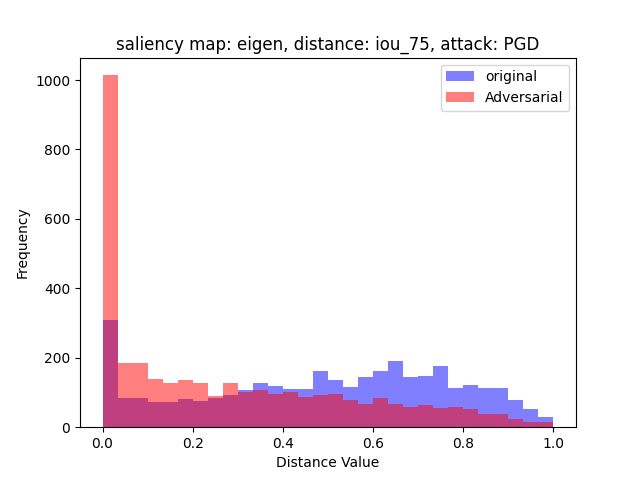 saliency map: eigen, distance: iou_75, attack: PGD
original
Adversarial
Frequency
1000
800
600
400
200
0
0.0 0.2 0.4 0.6 0.8 1.0
Distance Value